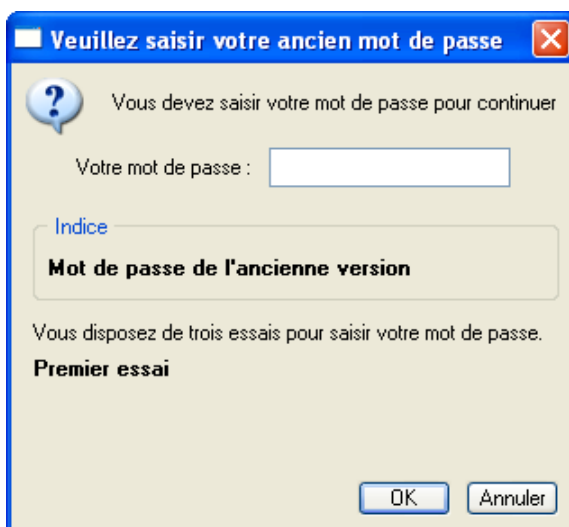 Veuillez saisir votre ancien mot de passe
Vous devez saisir votre mot de passe pour continuer
Votre mot de passe :
Indice
Mot de passe de l'ancienne version
Vous disposez de trois essais pour saisir votre mot de passe.
Premier essai
OK Annuler